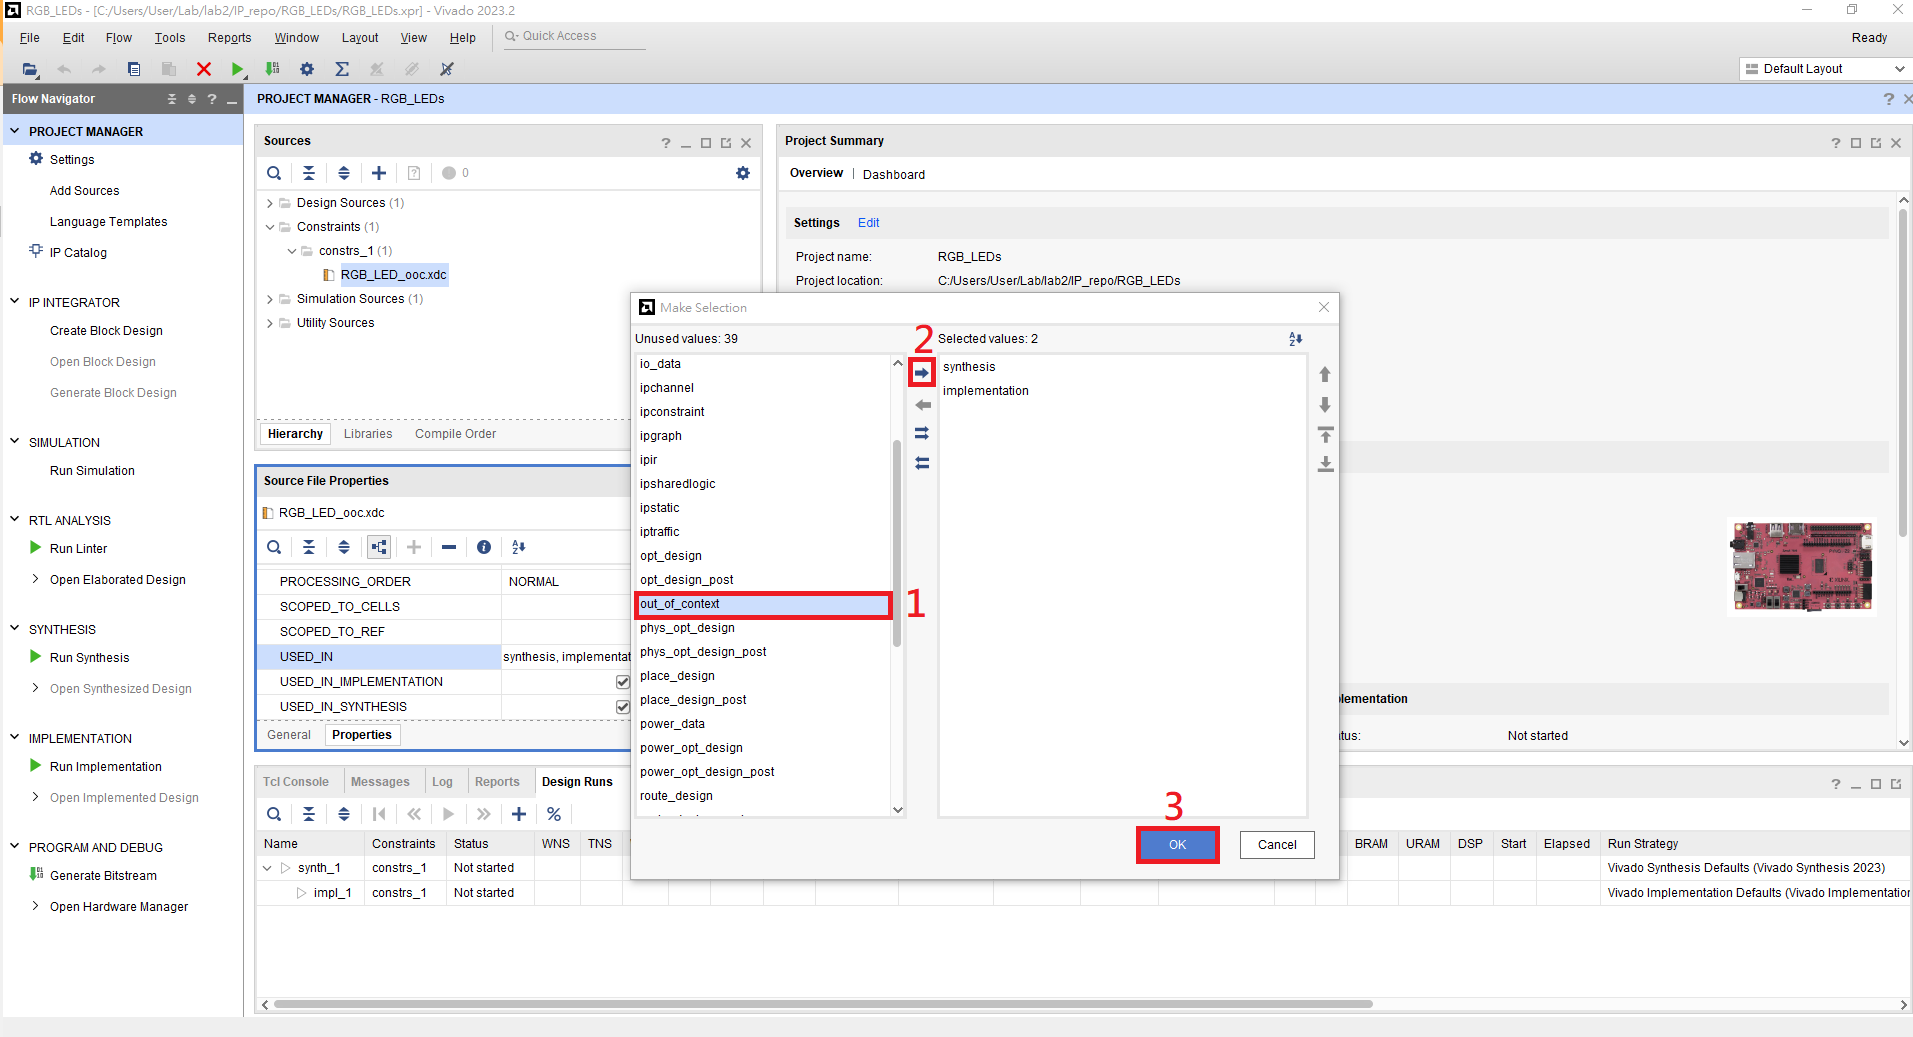 RGB_LEDs - [C:/Users/User/Lab/lab2/IP_repo/RGB_LEDs/RGB_LEDs.xpr] - Vivado 2023.2
File Edit Flow Tools Reports Window Layout View Help Quick Access Ready
Default Layout
Flow Navigator
PROJECT MANAGER
Settings
Add Sources
Language Templates
IP Catalog
IP INTEGRATOR
Create Block Design
Open Block Design
Generate Block Design
SIMULATION
Run Simulation
RTL ANALYSIS
Run Linter
Open Elaborated Design
SYNTHESIS
Run Synthesis
Open Synthesized Design
IMPLEMENTATION
Run Implementation
Open Implemented Design
PROGRAM AND DEBUG
Generate Bitstream
Open Hardware Manager
PROJECT MANAGER - RGB_LEDs
Sources
0
Design Sources (1)
Constraints (1)
constrs_1 (1)
RGB_LED_ooc.xdc
Simulation Sources (1)
Utility Sources
Hierarchy Libraries Compile Order
Source File Properties
RGB_LED_ooc.xdc
PROCESSING_ORDER NORMAL
SCOPED_TO_CELLS
SCOPED_TO_REF
USED_IN synthesis, implementat
USED_IN_IMPLEMENTATION
USED_IN_SYNTHESIS
General Properties
Project Summary
Overview | Dashboard
Settings Edit
Project name: RGB_LEDs
Project location: C:/Users/User/Lab/lab2/IP_repo/RGB_LEDs
plementation
tus: Not started
Make Selection
Unused values: 39
io_data
ipchannel
ipconstraint
ipgraph
ipir
ipsharedlogic
ipstatic
iptraffic
opt_design
opt_design_post
out_of_context
phys_opt_design
phys_opt_design_post
place_design
place_design_post
power_data
power_opt_design
power_opt_design_post
route_design
1
2
Selected values: 2
synthesis
implementation
3
OK Cancel
Tcl Console Messages Log Reports Design Runs
Name Constraints Status WNS TNS BRAM URAM DSP Start Elapsed Run Strategy
synth_1 constrs_1 Not started Vivado Synthesis Defaults (Vivado Synthesis 2023)
impl_1 constrs_1 Not started Vivado Implementation Defaults (Vivado Implementation